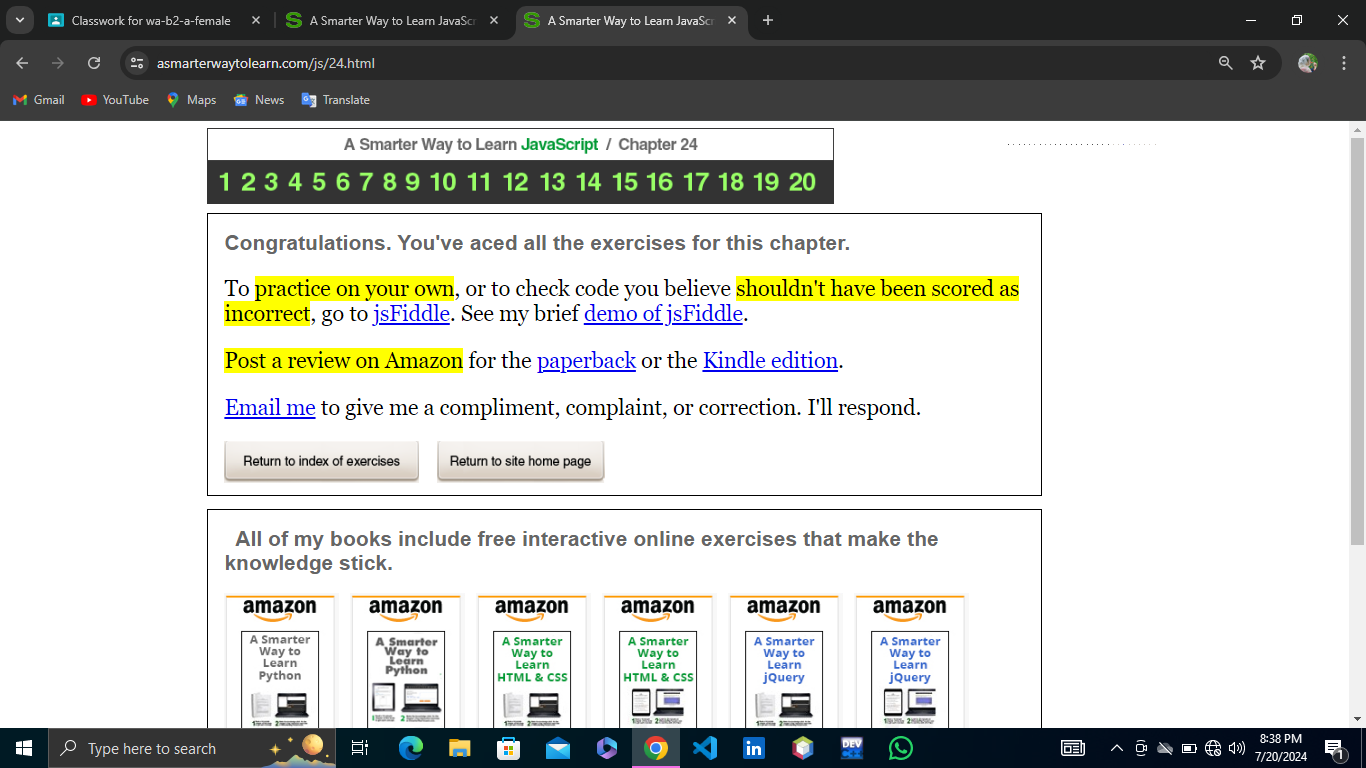 Classwork for wa-b2-a-female
A Smarter Way to Learn JavaScr
A Smarter Way to Learn JavaScr
asmarterwaytolearn.com/js/24.html
Gmail YouTube Maps News Translate
A Smarter Way to Learn JavaScript / Chapter 24
1 2 3 4 5 6 7 8 9 10 11 12 13 14 15 16 17 18 19 20
Congratulations. You've aced all the exercises for this chapter.
To practice on your own, or to check code you believe shouldn't have been scored as
incorrect, go to jsFiddle. See my brief demo of jsFiddle.
Post a review on Amazon for the paperback or the Kindle edition.
Email me to give me a compliment, complaint, or correction. I'll respond.
Return to index of exercises Return to site home page
All of my books include free interactive online exercises that make the
knowledge stick.
amazon amazon amazon amazon amazon amazon
A Smarter
Way to
Learn
Python
A Smarter
Way to
Learn
Python
A Smarter
Way to
Learn
HTML & CSS
A Smarter
Way to
Learn
HTML & CSS
A Smarter
Way to
Learn
jQuery
A Smarter
Way to
Learn
jQuery
Type here to search
DEV
8:38 PM
7/20/2024
1